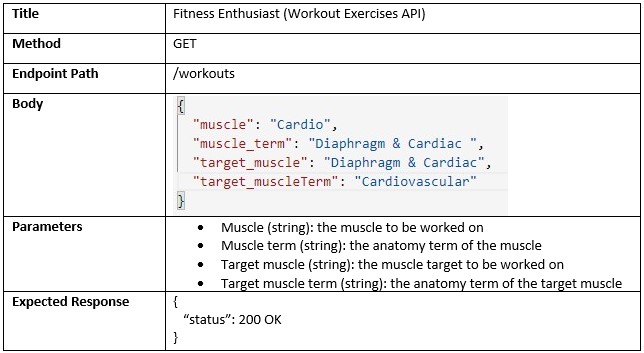 Title Fitness Enthusiast (Workout Exercises API)
Method GET
Endpoint Path /workouts
Body {
"muscle": "Cardio",
"muscle_term": "Diaphragm & Cardiac ",
"target_muscle": "Diaphragm & Cardiac",
"target_muscleTerm": "Cardiovascular"
}
Parameters • Muscle (string): the muscle to be worked on
• Muscle term (string): the anatomy term of the muscle
• Target muscle (string): the muscle target to be worked on
• Target muscle term (string): the anatomy term of the target muscle
Expected Response {
“status”: 200 OK
}